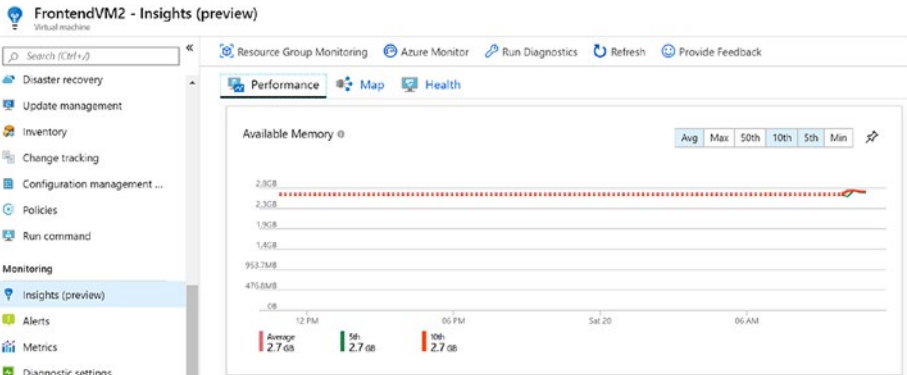 FrontendVM2 - Insights (preview)
Virtual machine
Search (Ctrl+/)
«
Resource Group Monitoring
Azure Monitor
Run Diagnostics
Refresh
Provide Feedback
Disaster recovery
Update management
Inventory
Change tracking
Configuration management ...
Policies
Run command
Monitoring
Insights (preview)
Alerts
Metrics
Diagnostic settings
Performance
Map
Health
Available Memory
Avg Max 50th 10th 5th Min
2.8GB
2.3GB
1.9GB
1.4GB
953.7MB
476.8MB
0B
12 PM 06 PM Sat 20 06 AM
Average 5th 10th
2.7 GB 2.7 GB 2.7 GB